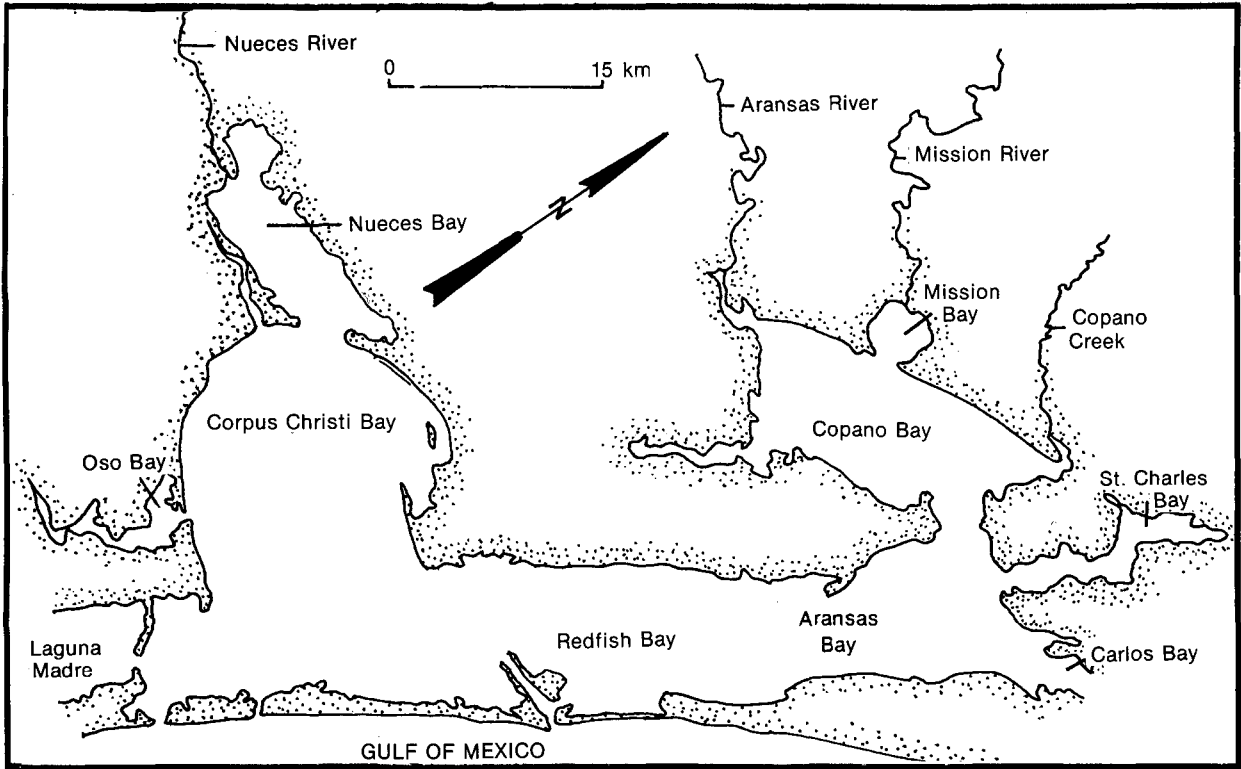 Nueces River
0 15 km
Aransas River
Mission River
Nueces Bay
N
Mission
Bay
Copano
Creek
Corpus Christi Bay
Copano Bay
Oso Bay
St. Charles
Bay
Laguna
Madre
Redfish Bay
Aransas
Bay
Carlos Bay
GULF OF MEXICO